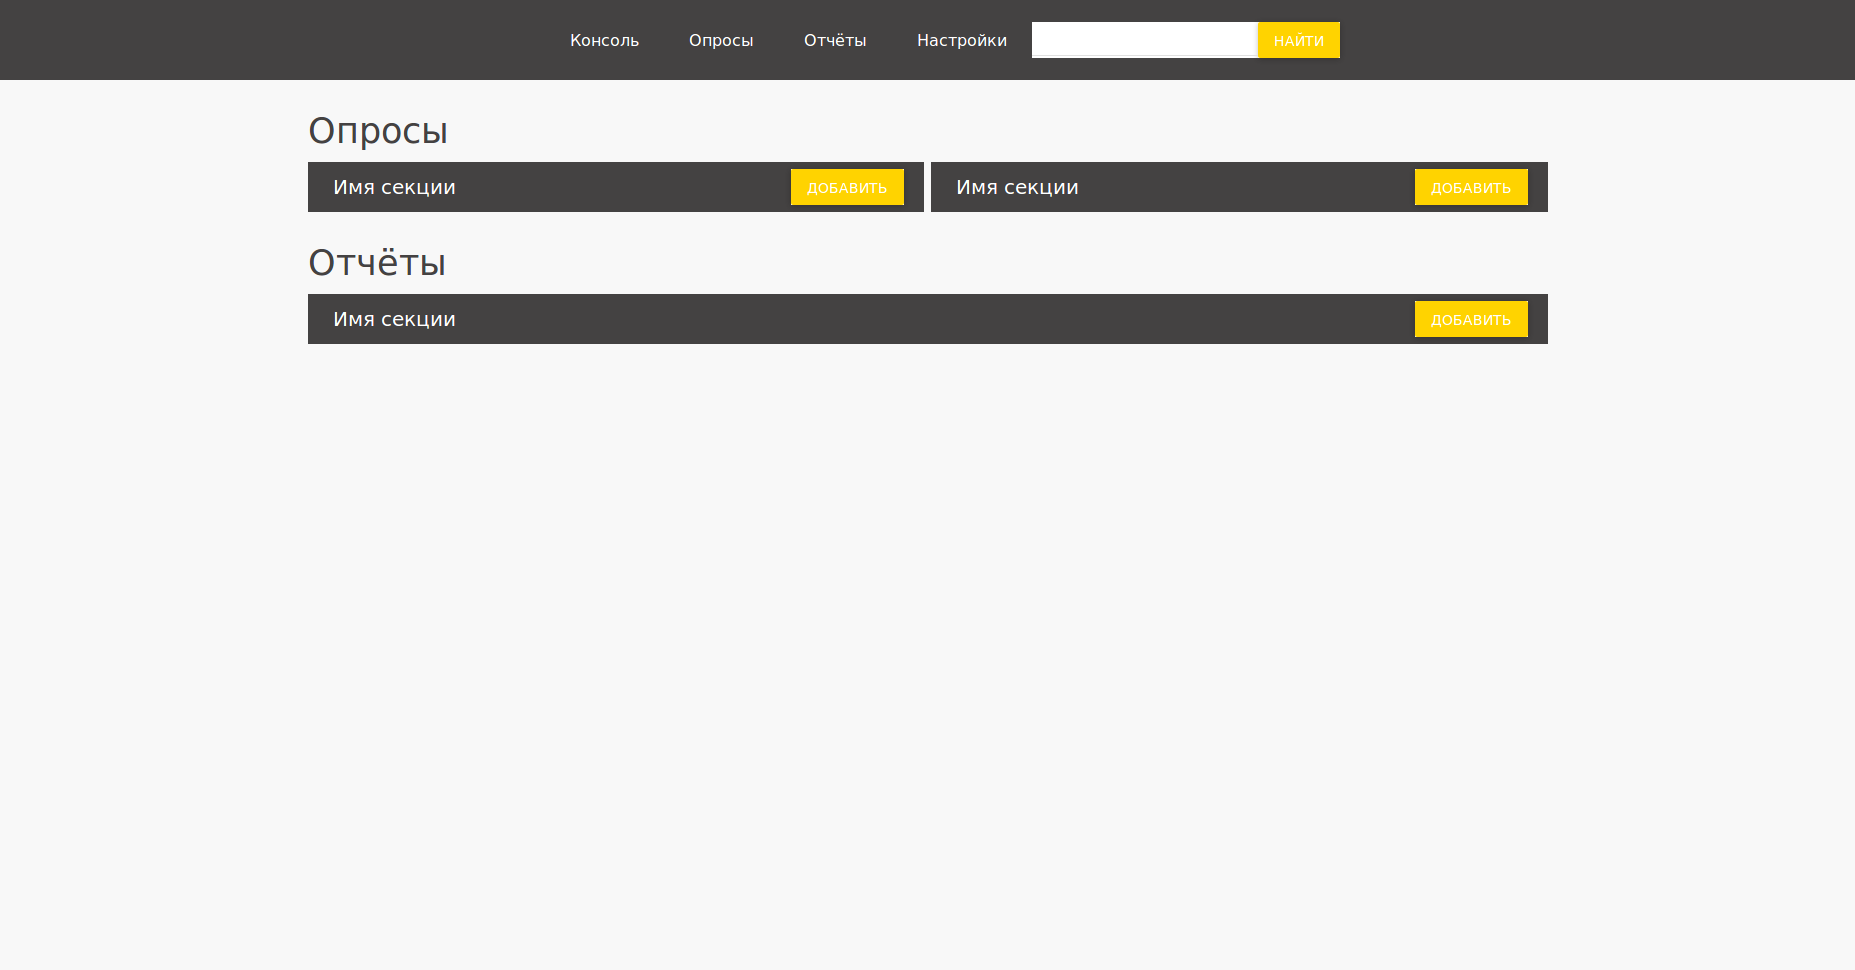 Консоль Опросы Отчёты Настройки НАЙТИ
Опросы
Имя секции ДОБАВИТЬ Имя секции ДОБАВИТЬ
Отчёты
Имя секции ДОБАВИТЬ